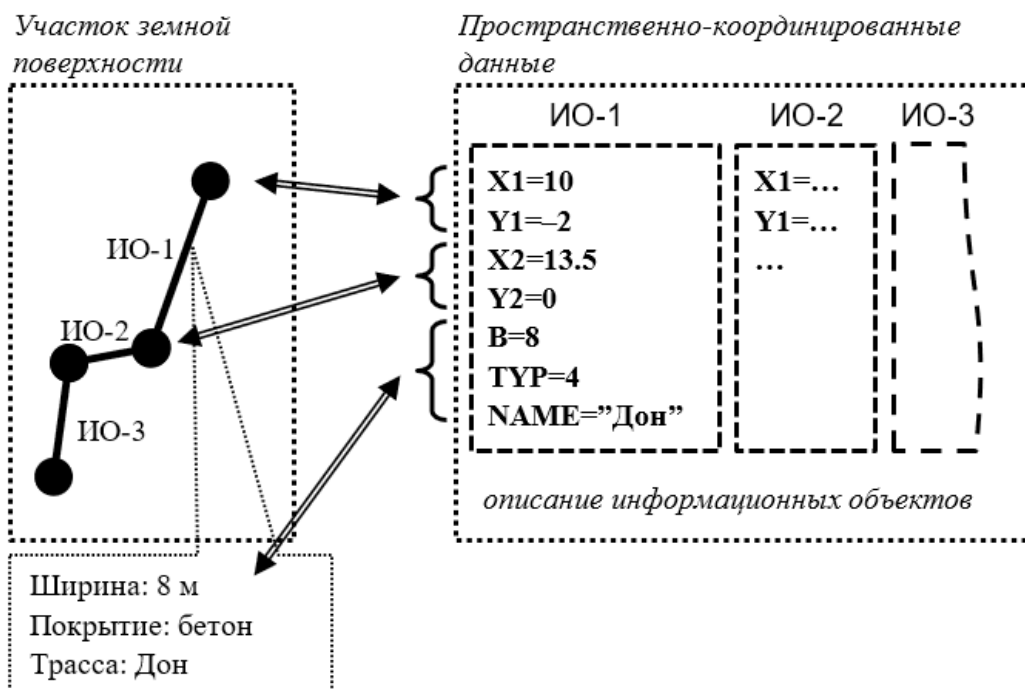 Участок земной
поверхности
Пространственно-координированные
данные
ИО-1
ИО-2
ИО-3
ИО-1
ИО-2
ИО-3
X1=10
Y1=–2
X2=13.5
Y2=0
B=8
TYP=4
NAME=”Дон”
X1=…
Y1=…
…
описание информационных объектов
Ширина: 8 м
Покрытие: бетон
Трасса: Дон